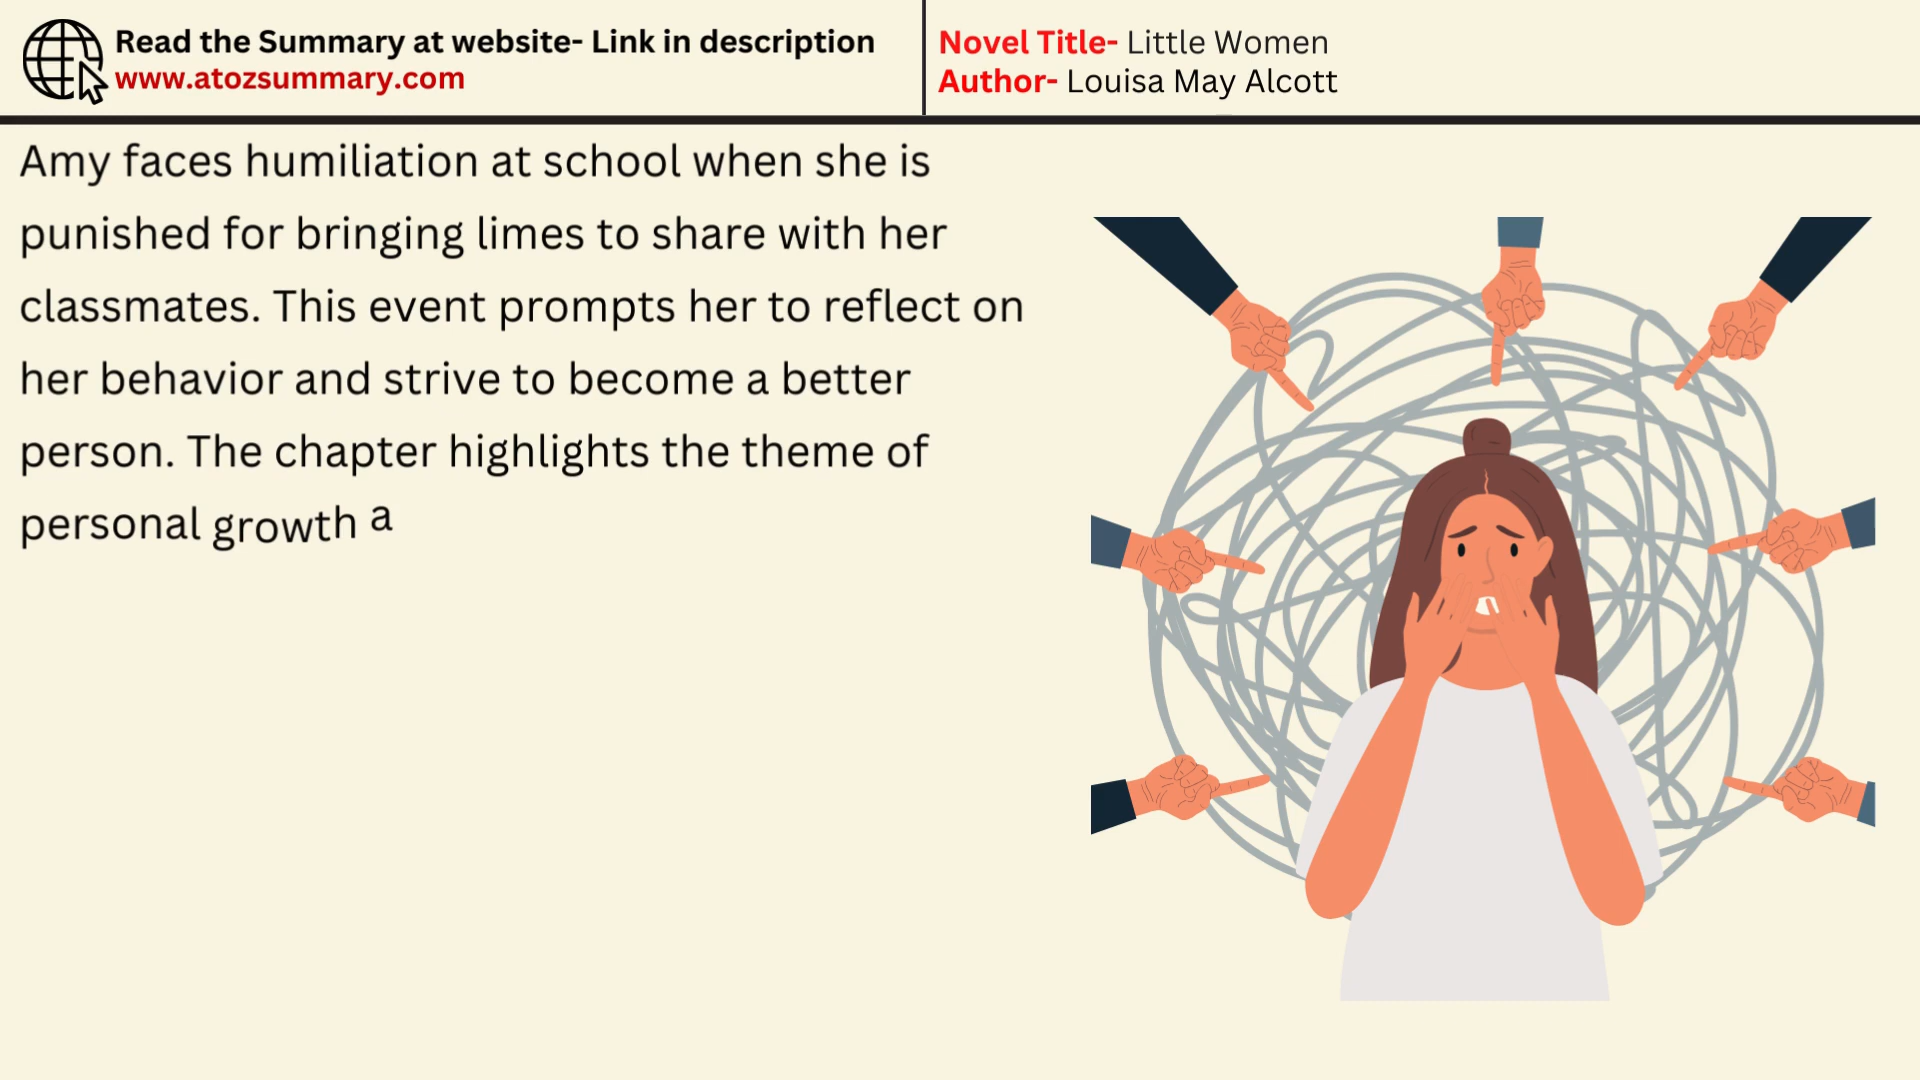 Read the Summary at website- Link in description
www.atozsummary.com
Novel Title- Little Women
Author- Louisa May Alcott
Amy faces humiliation at school when she is
punished for bringing limes to share with her
classmates. This event prompts her to reflect on
her behavior and strive to become a better
person. The chapter highlights the theme of
personal growth a